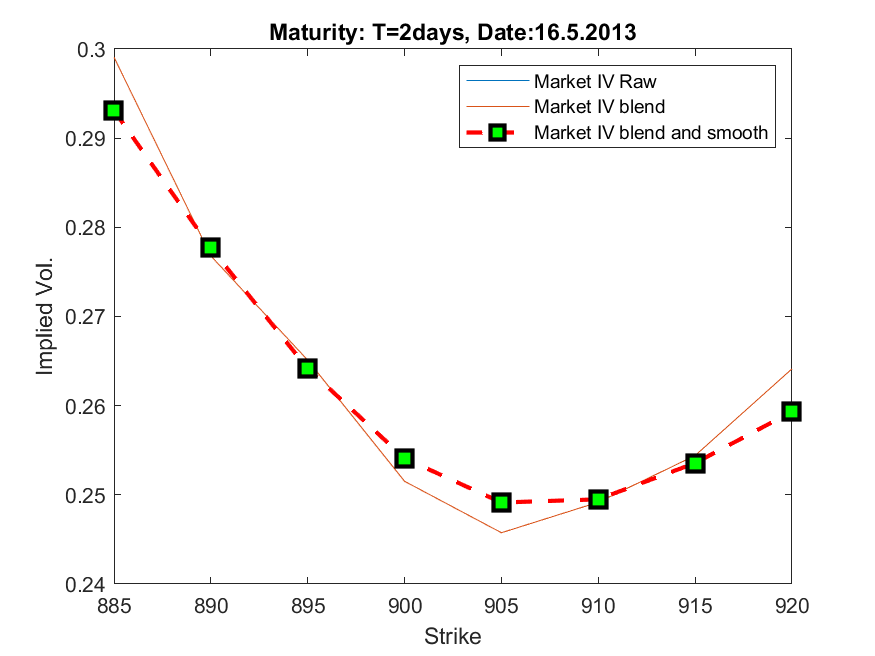 Maturity: T=2days, Date:16.5.2013
Market IV Raw
Market IV blend
Market IV blend and smooth
0.3
0.29
0.28
0.27
0.26
0.25
0.24
Implied Vol.
885 890 895 900 905 910 915 920
Strike